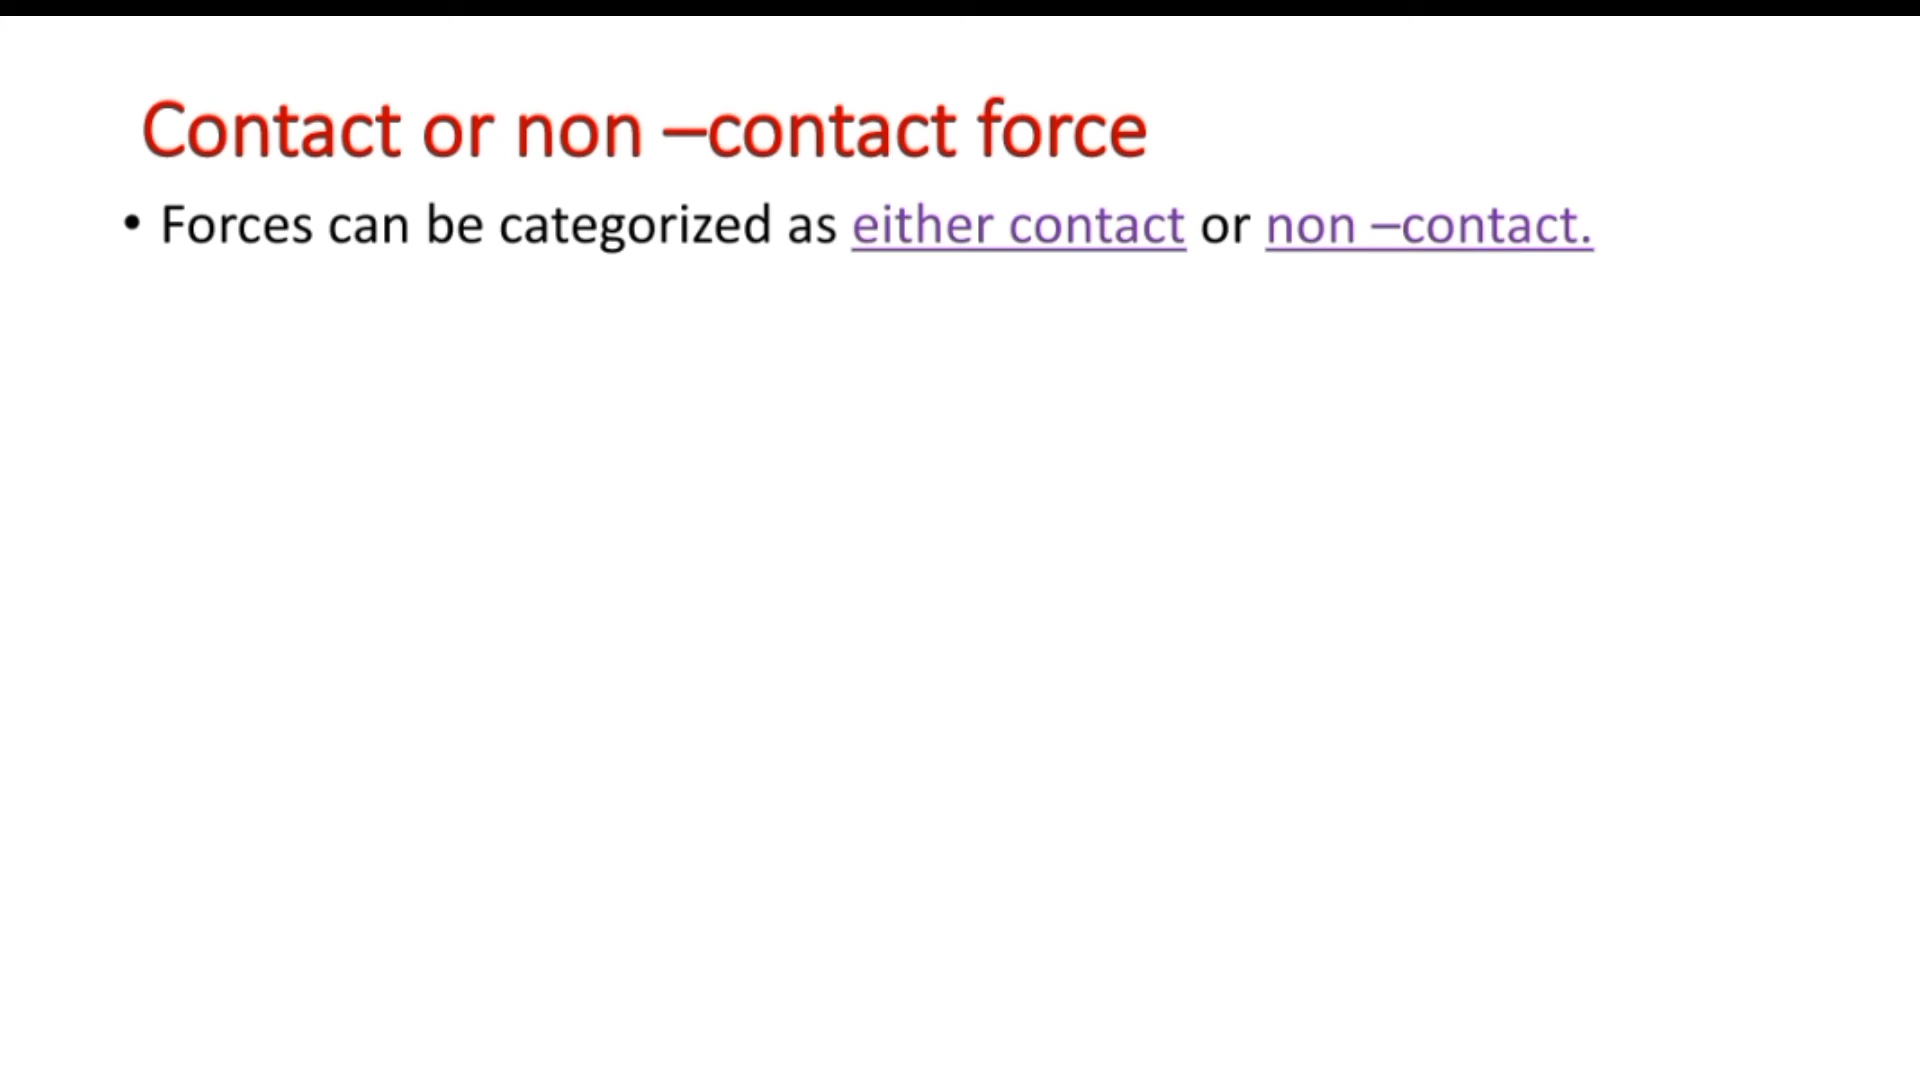 Contact or non –contact force
• Forces can be categorized as either contact or non –contact.